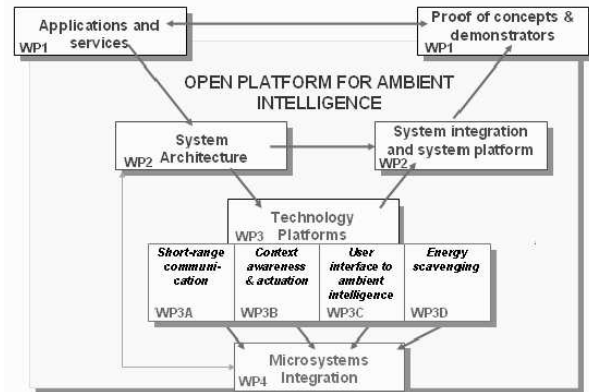 Applications and
services
WP1
Proof of concepts &
demonstrators
WP1
OPEN PLATFORM FOR AMBIENT
INTELLIGENCE
System
Architecture
WP2
System integration
and system platform
WP2
Technology
Platforms
WP3
Short-range
communi-
cation
WP3A
Context
awareness
& actuation
WP3B
User
interface to
ambient
intelligence
WP3C
Energy
scavenging
WP3D
Microsystems
Integration
WP4